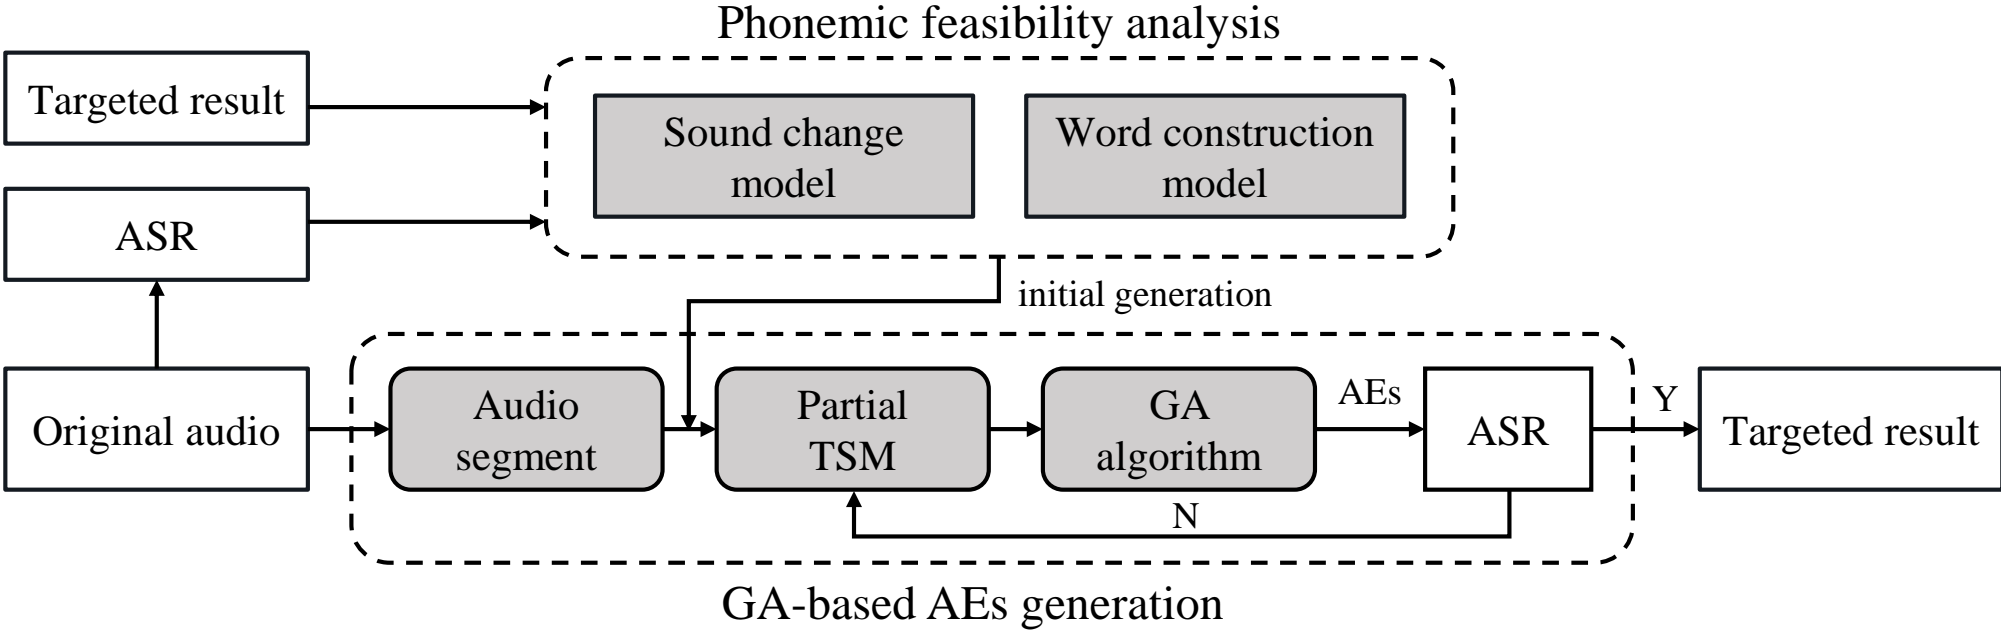 Phonemic feasibility analysis
Targeted result
Sound change
model
Word construction
model
ASR
initial generation
Original audio
Audio
segment
Partial
TSM
GA
algorithm
AEs
ASR
Y
Targeted result
N
GA-based AEs generation